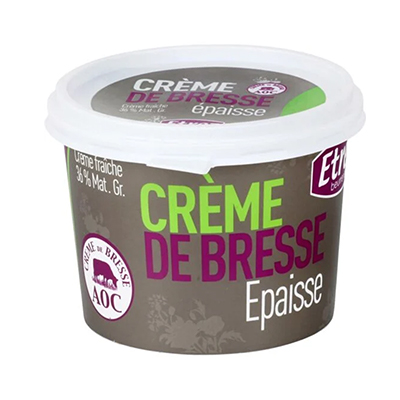 CRÈME
DE BRESSE
épaisse
Crème fraîche
36 % Mat. Gr.
AOC
Crème fraîche
36 % Mat. Gr.
CRÈME
DE BRESSE
Epaisse
CRÈME DE BRESSE
AOC